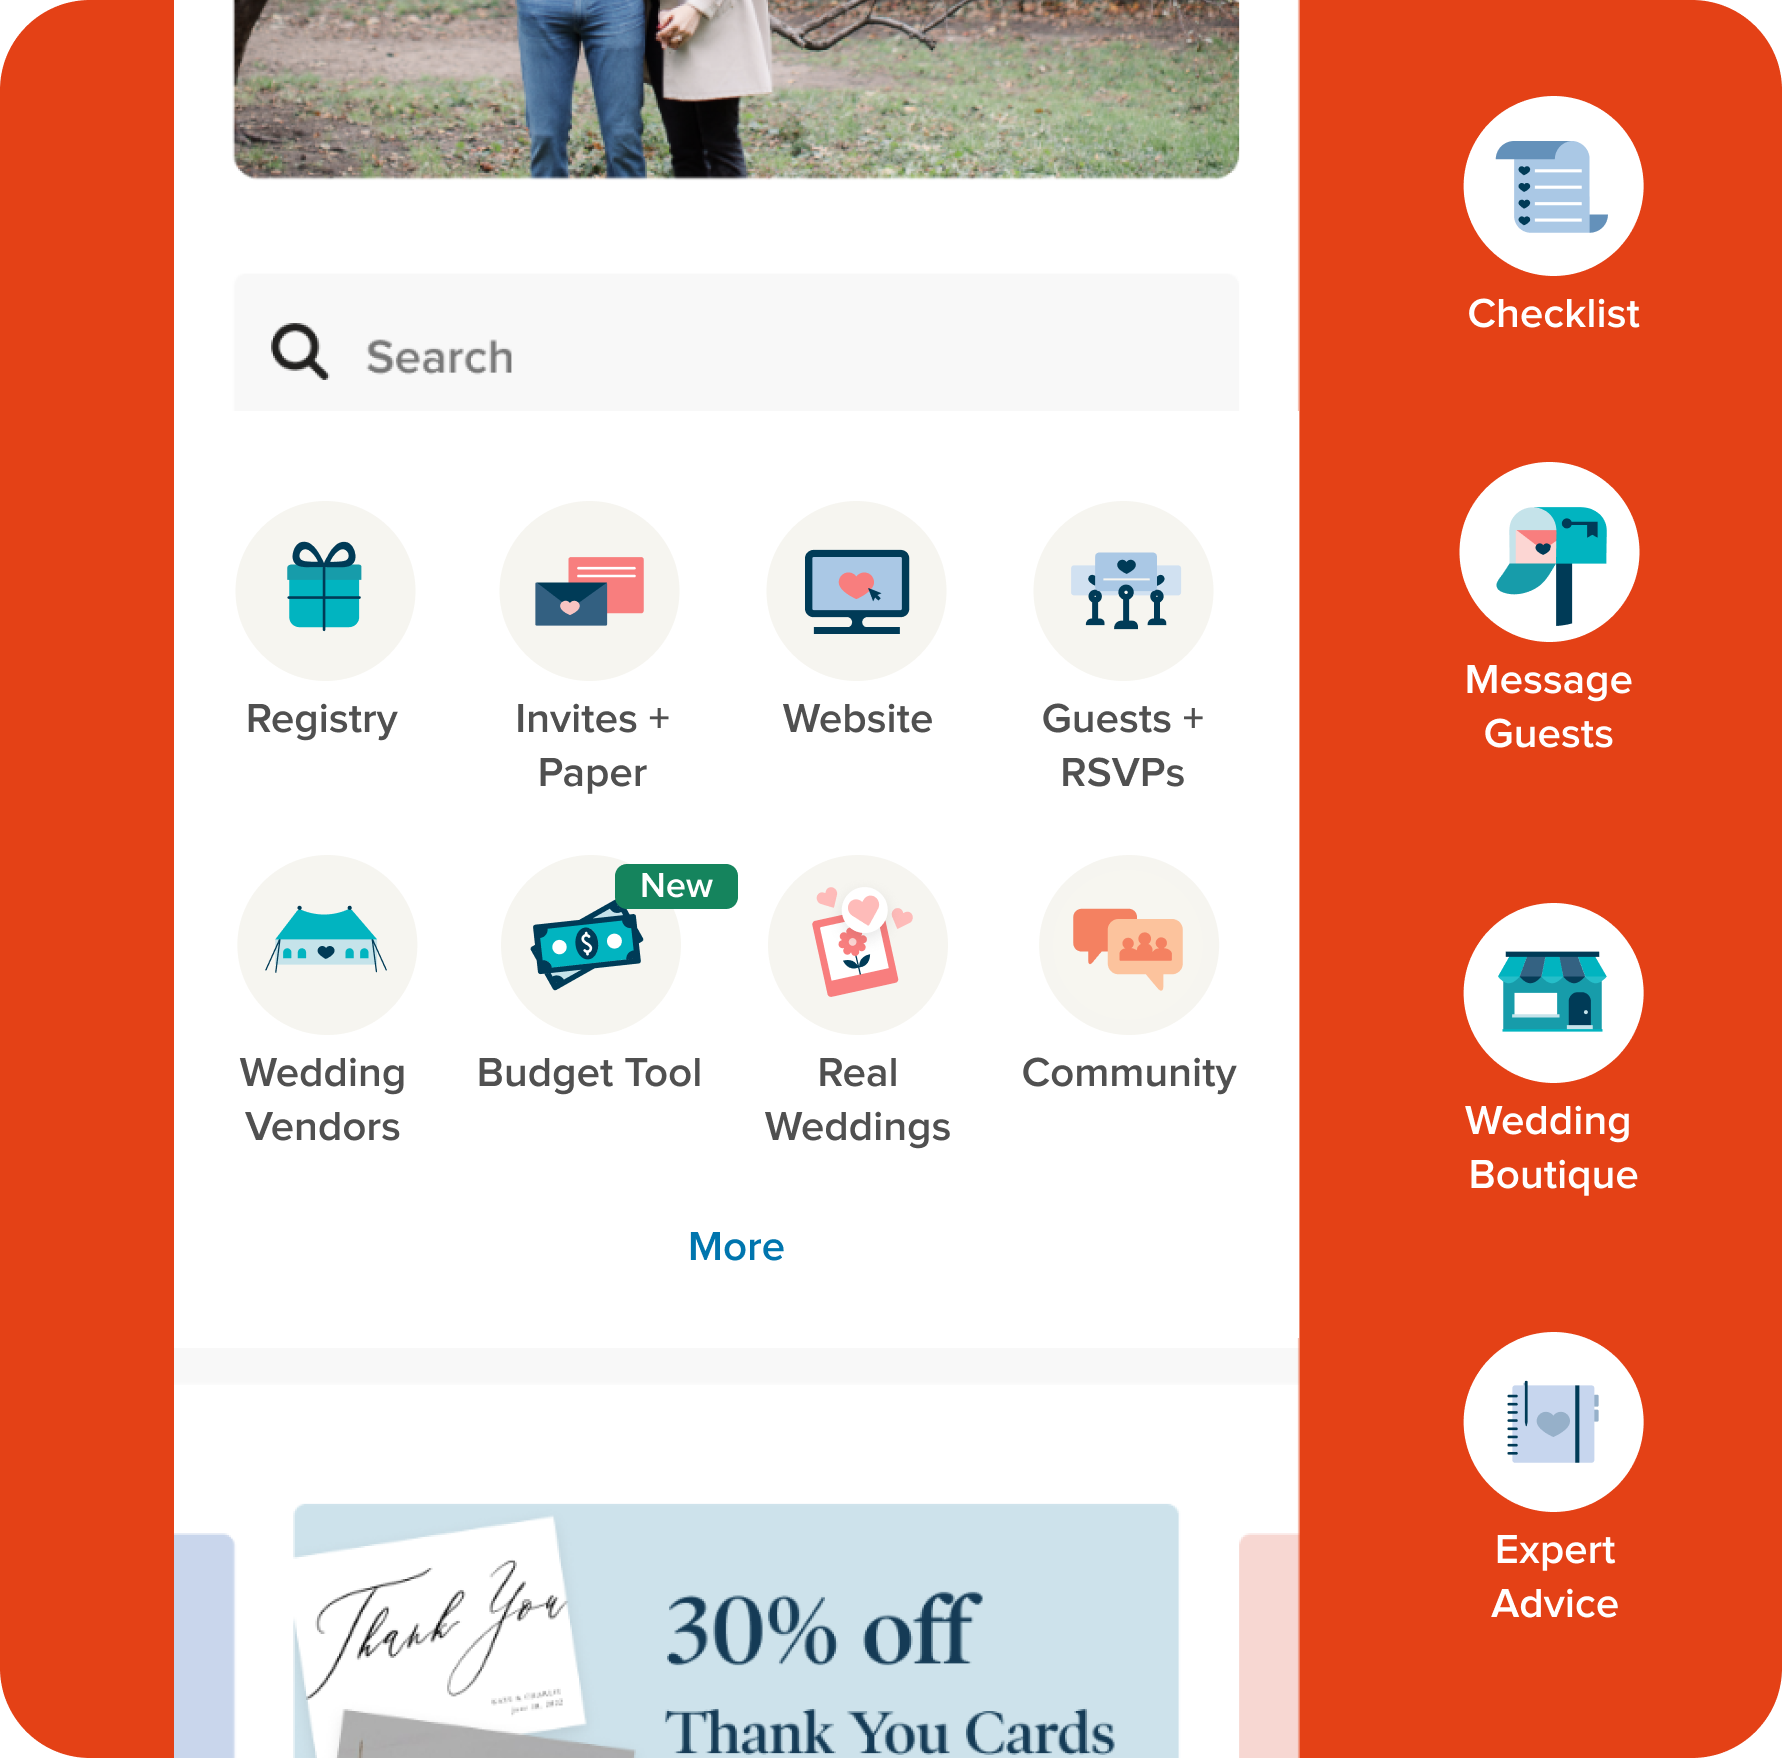 Search
Registry
Invites +
Paper
Website
Guests +
RSVPs
New
Wedding
Vendors
Budget Tool
Real
Weddings
Community
More
Thank You
30% off
Thank You Cards
Checklist
Message
Guests
Wedding
Boutique
Expert
Advice